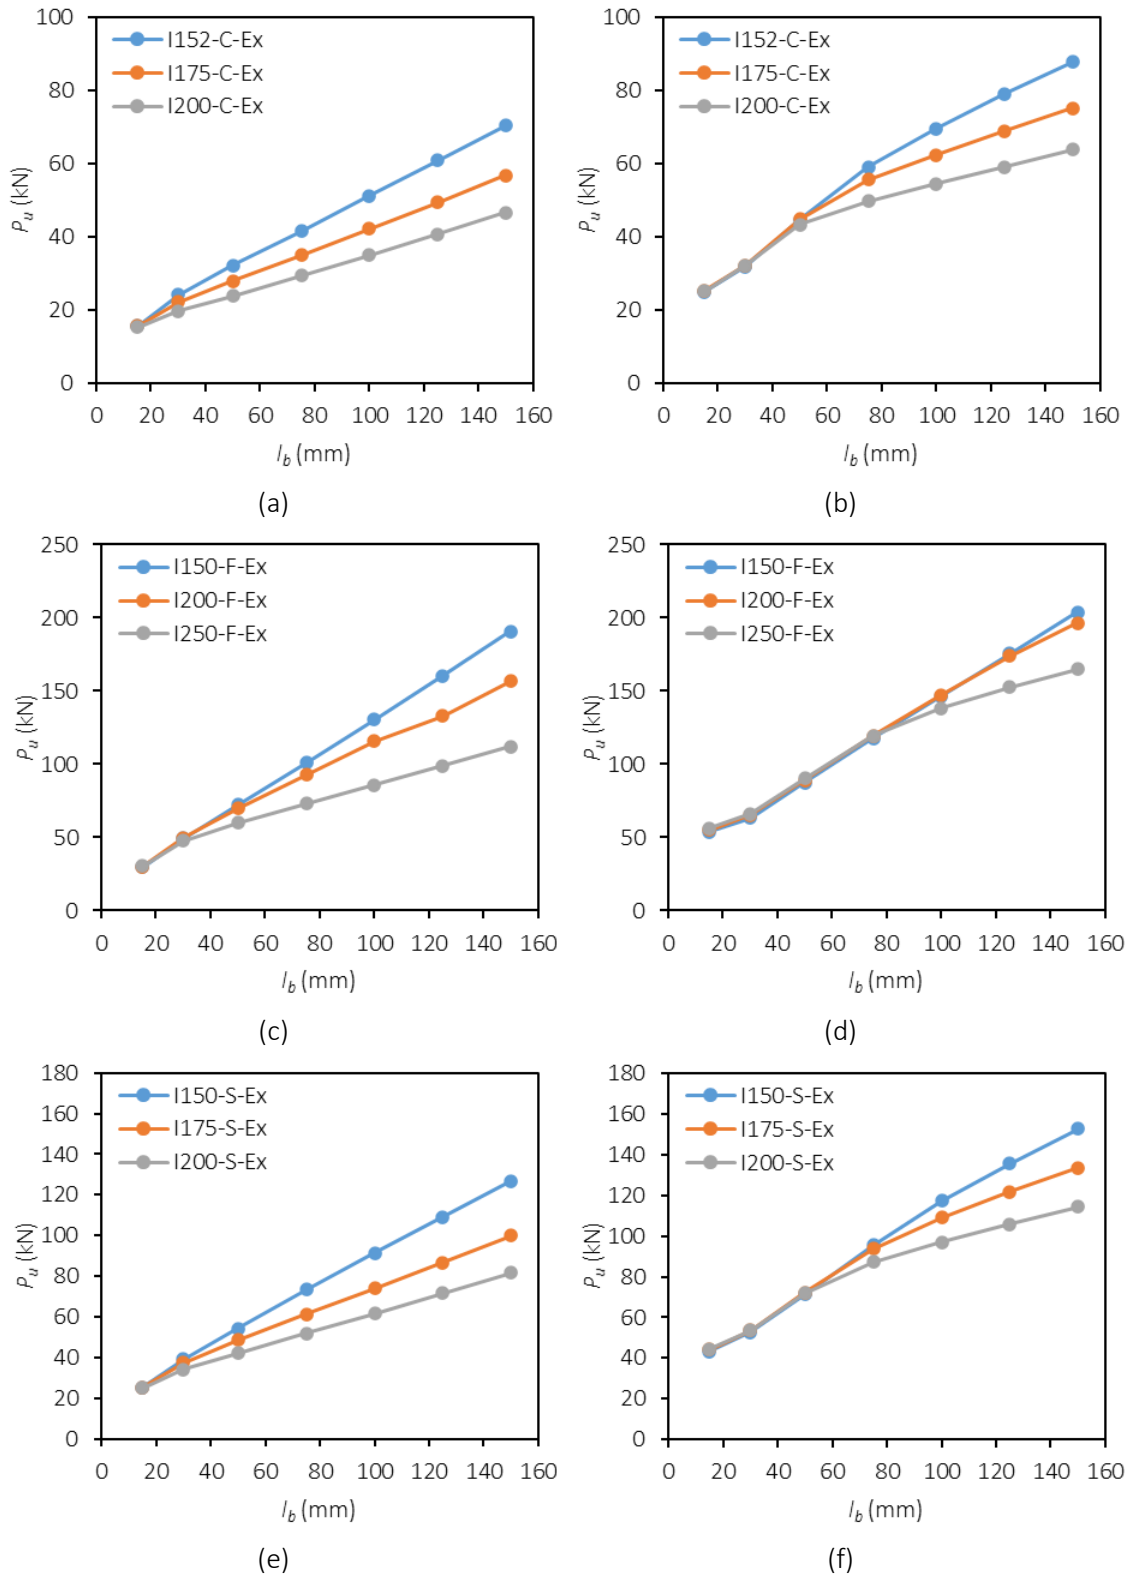 100
80
60
40
20
0
P_u (kN)
I152-C-Ex
I175-C-Ex
I200-C-Ex
0 20 40 60 80 100 120 140 160
l_b (mm)
(a)
100
80
60
40
20
0
P_u (kN)
I152-C-Ex
I175-C-Ex
I200-C-Ex
0 20 40 60 80 100 120 140 160
l_b (mm)
(b)
250
200
150
100
50
0
P_u (kN)
I150-F-Ex
I200-F-Ex
I250-F-Ex
0 20 40 60 80 100 120 140 160
l_b (mm)
(c)
250
200
150
100
50
0
P_u (kN)
I150-F-Ex
I200-F-Ex
I250-F-Ex
0 20 40 60 80 100 120 140 160
l_b (mm)
(d)
180
160
140
120
100
80
60
40
20
0
P_u (kN)
I150-S-Ex
I175-S-Ex
I200-S-Ex
0 20 40 60 80 100 120 140 160
l_b (mm)
(e)
180
160
140
120
100
80
60
40
20
0
P_u (kN)
I150-S-Ex
I175-S-Ex
I200-S-Ex
0 20 40 60 80 100 120 140 160
l_b (mm)
(f)